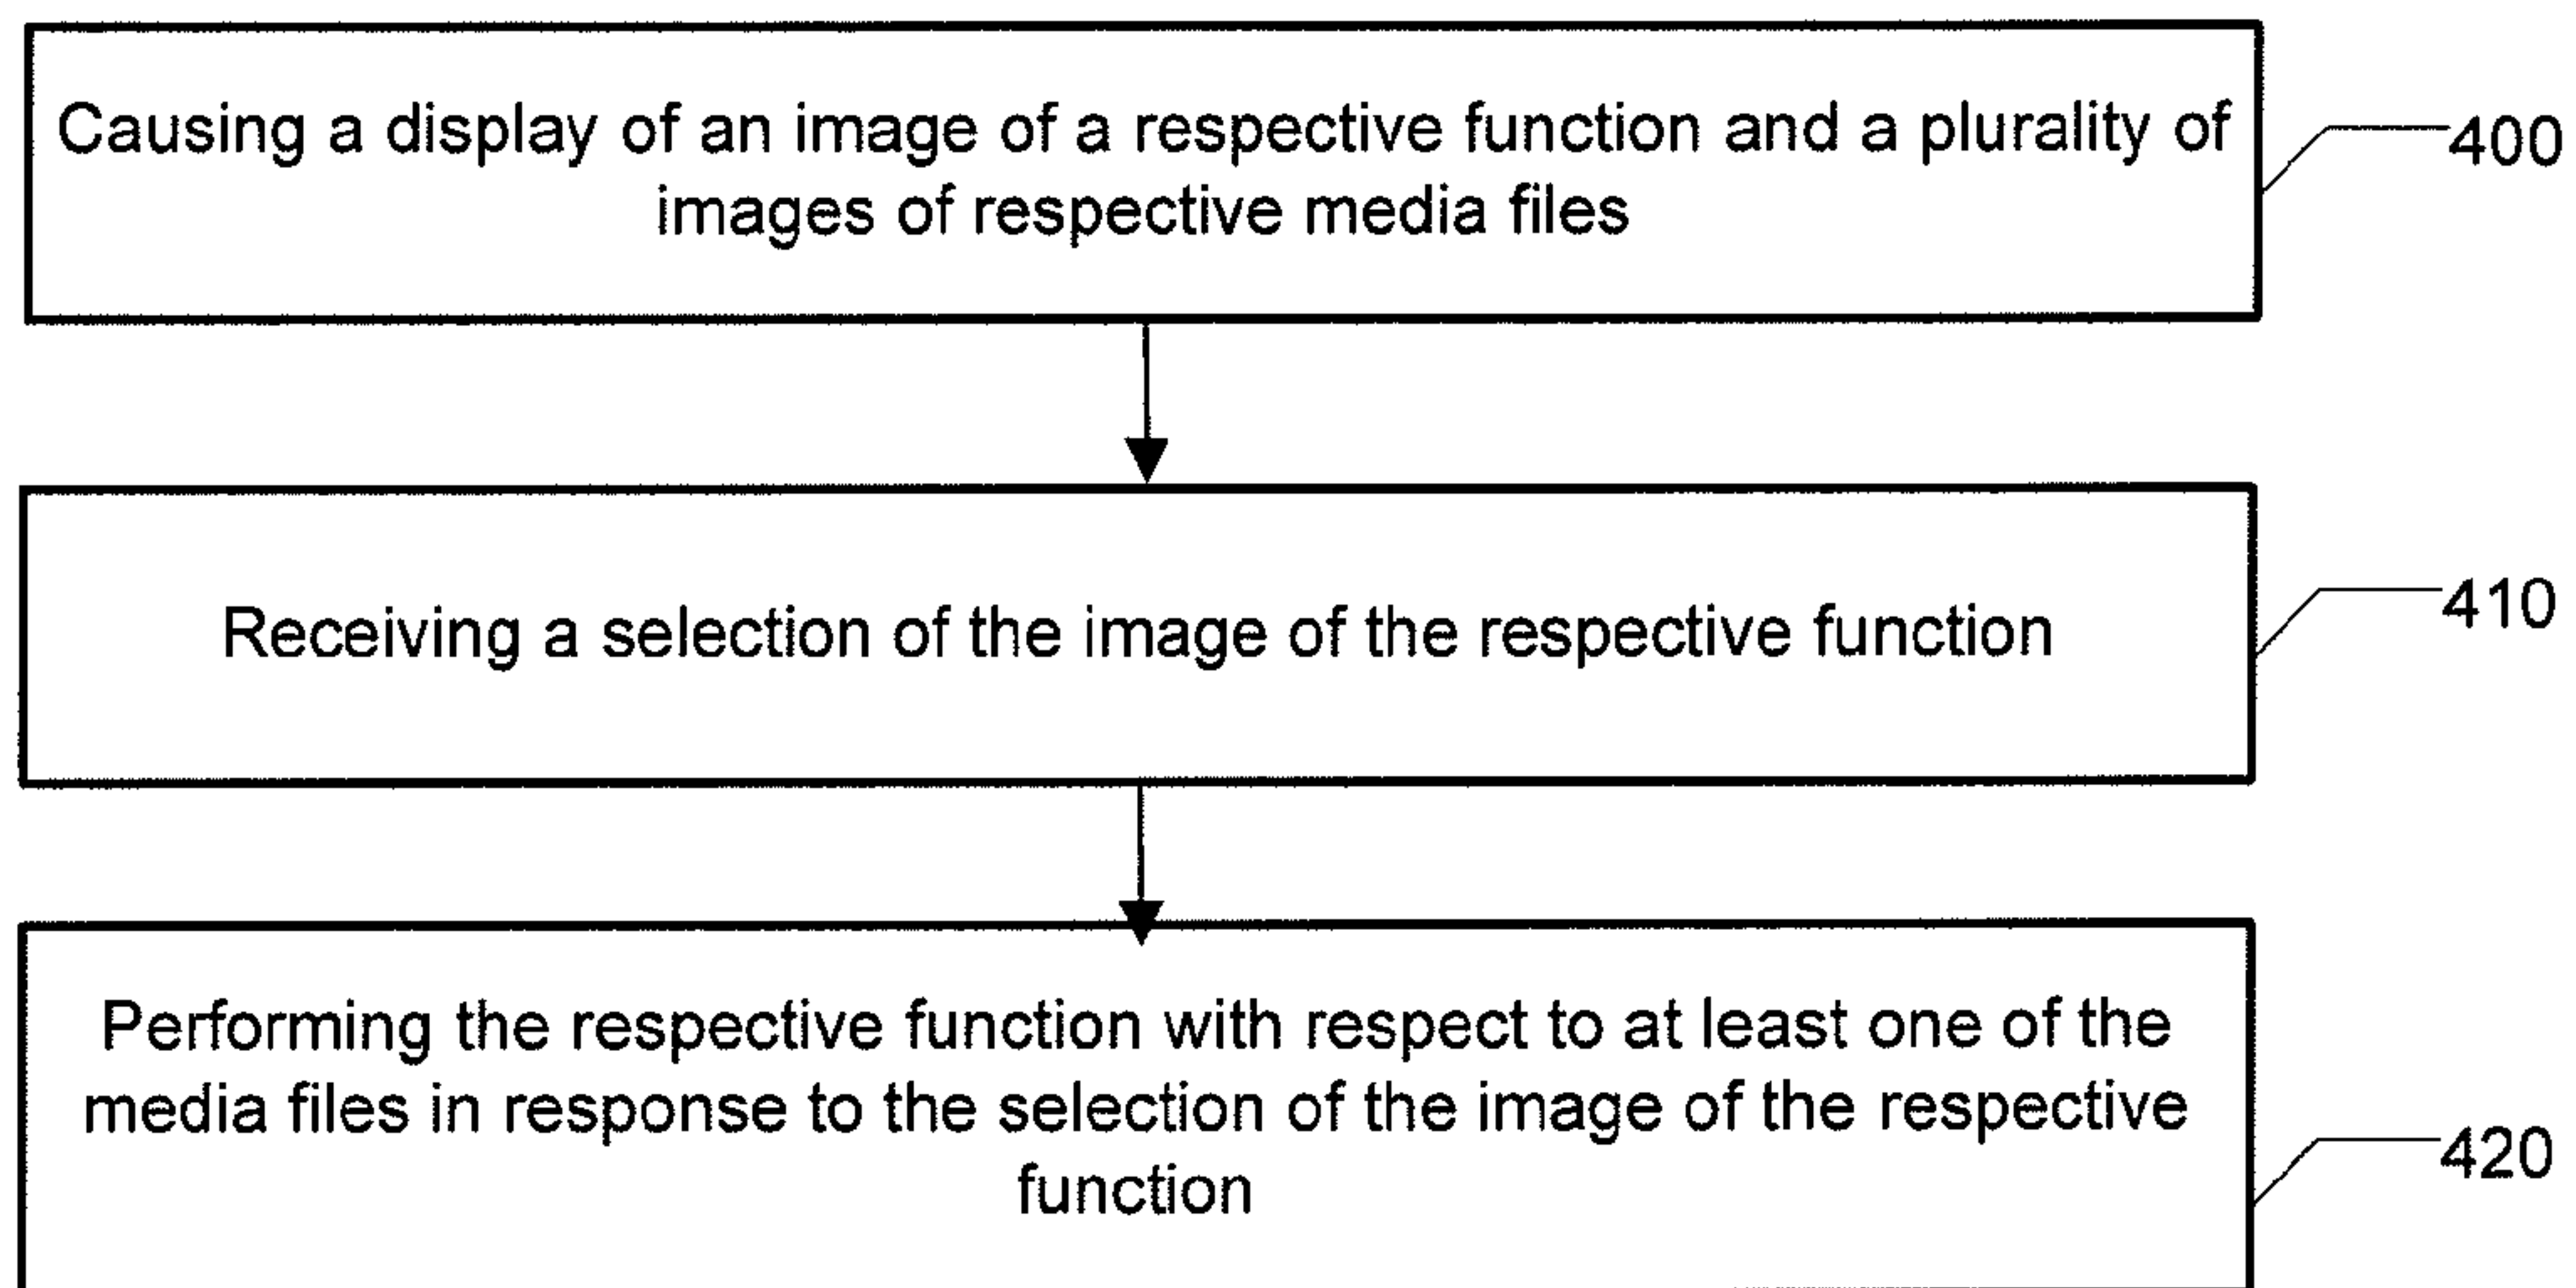 Causing a display of an image of a respective function and a plurality of
images of respective media files
400
Receiving a selection of the image of the respective function
410
Performing the respective function with respect to at least one of the
media files in response to the selection of the image of the respective
function
420